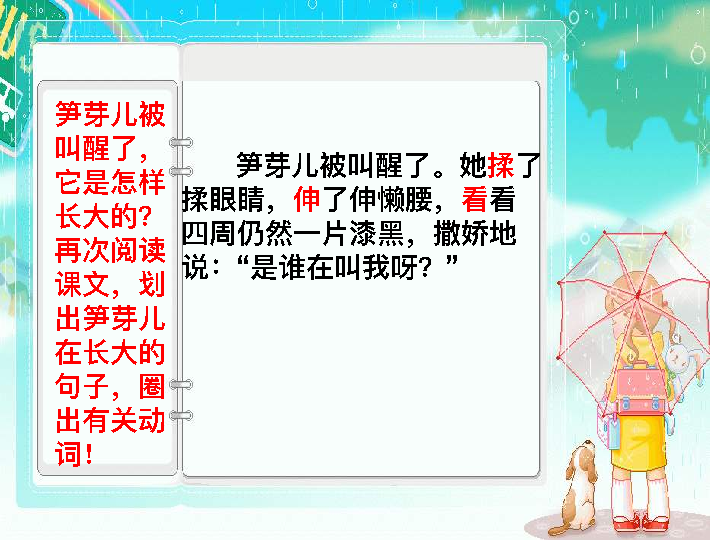 笋芽儿被
叫醒了，
它是怎样
长大的？
再次阅读
课文，划
出笋芽儿
在长大的
句子，圈
出有关动
词！
笋芽儿被叫醒了。她揉了
揉眼睛，伸了伸懒腰，看看
四周仍然一片漆黑，撒娇地
说：“是谁在叫我呀？”